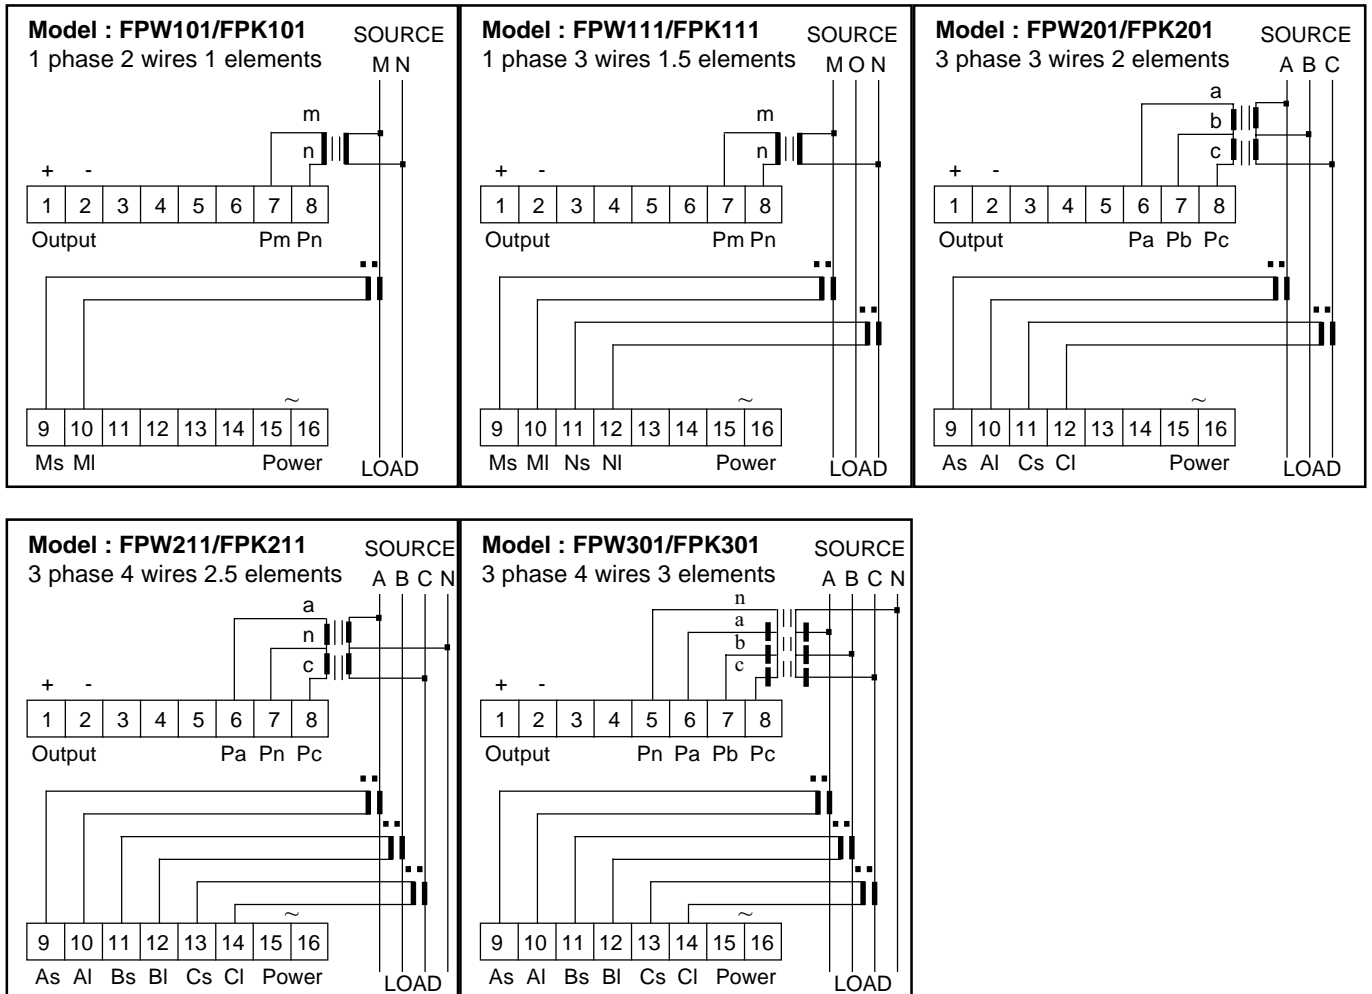 Model : FPW101/FPK101
SOURCE
1 phase 2 wires 1 elements
M N
m
n
+ -
1 2 3 4 5 6 7 8
Output Pm Pn
~
9 10 11 12 13 14 15 16
Ms Ml Power
LOAD
Model : FPW111/FPK111
SOURCE
1 phase 3 wires 1.5 elements
M O N
m
n
+ -
1 2 3 4 5 6 7 8
Output Pm Pn
~
9 10 11 12 13 14 15 16
Ms Ml Ns Nl Power
LOAD
Model : FPW201/FPK201
SOURCE
3 phase 3 wires 2 elements
A B C
a
b
c
+ -
1 2 3 4 5 6 7 8
Output Pa Pb Pc
~
9 10 11 12 13 14 15 16
As Al Cs Cl Power
LOAD
Model : FPW211/FPK211
SOURCE
3 phase 4 wires 2.5 elements
A B C N
a
n
c
+ -
1 2 3 4 5 6 7 8
Output Pa Pn Pc
~
9 10 11 12 13 14 15 16
As Al Bs Bl Cs Cl Power
LOAD
Model : FPW301/FPK301
SOURCE
3 phase 4 wires 3 elements
A B C N
n
a
b
c
+ -
1 2 3 4 5 6 7 8
Output Pn Pa Pb Pc
~
9 10 11 12 13 14 15 16
As Al Bs Bl Cs Cl Power
LOAD